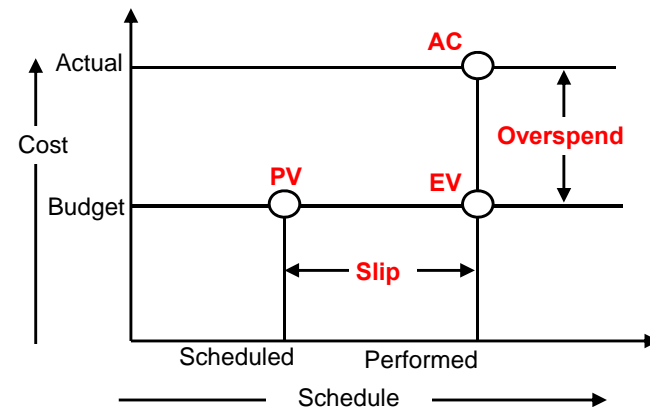 AC
Actual
Cost
Overspend
PV
EV
Budget
Slip
Scheduled
Performed
Schedule